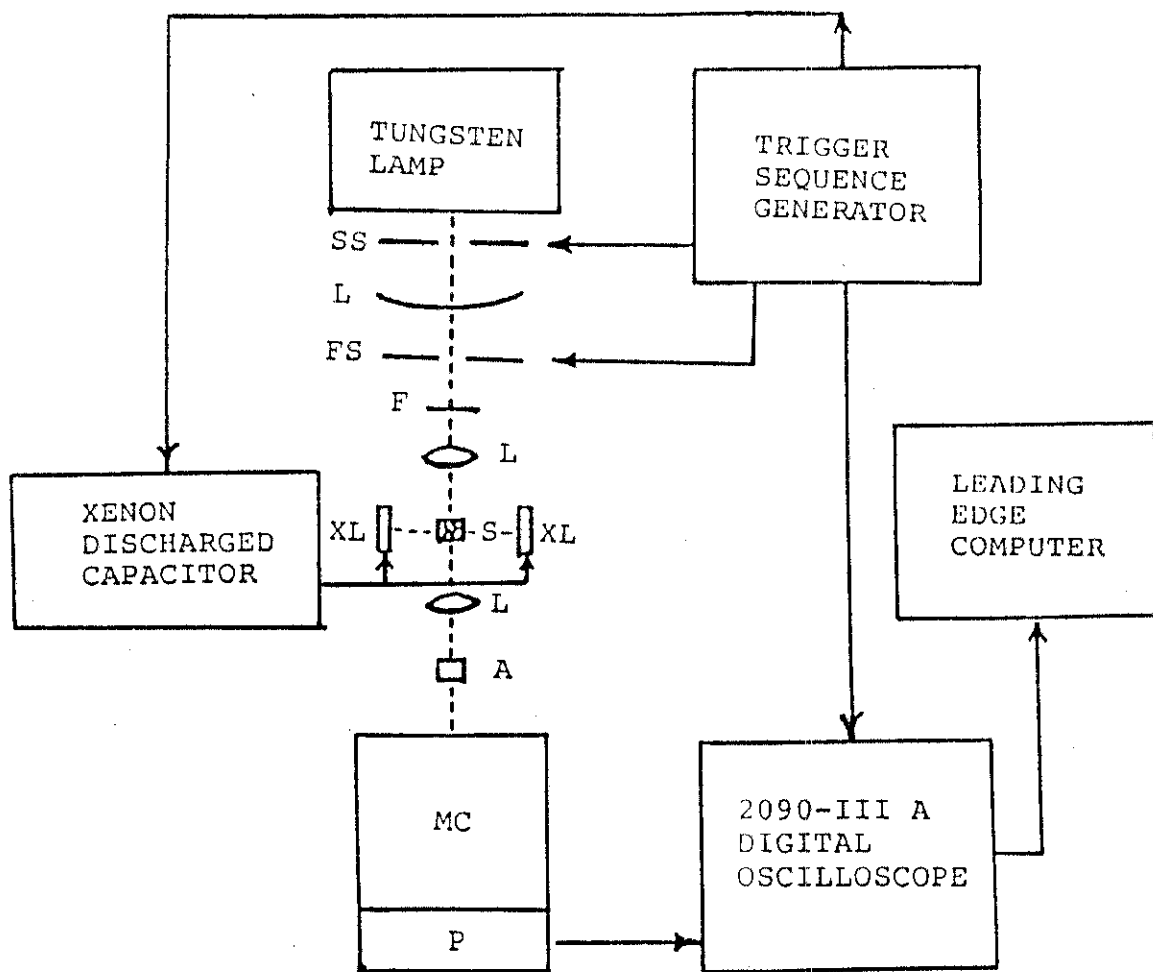 TUNGSTEN
LAMP
TRIGGER
SEQUENCE
GENERATOR
SS
L
FS
F
L
XENON
DISCHARGED
CAPACITOR
XL
S
XL
L
A
LEADING
EDGE
COMPUTER
MC
P
2090-III A
DIGITAL
OSCILLOSCOPE